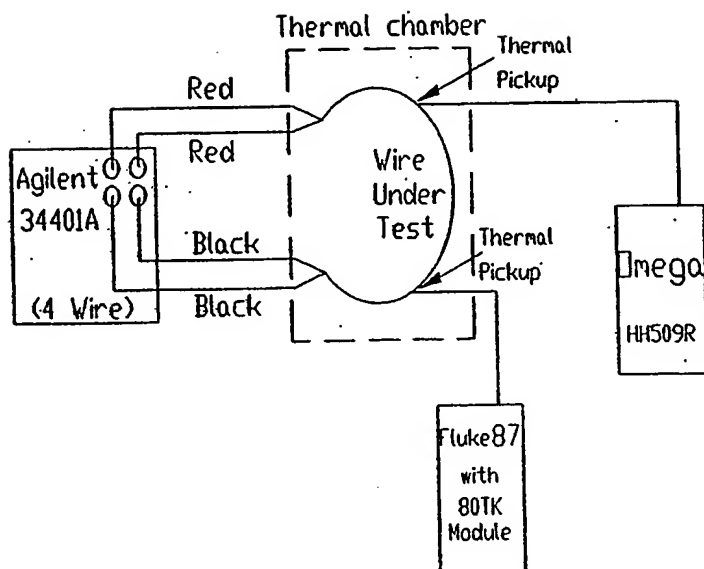 Thermal chamber
Thermal
Pickup
Red
Red
Agilent
34401A
(4 Wire)
Wire
Under
Test
Black
Black
Thermal
Pickup
Omega
HH509R
Fluke87
with
80TK
Module